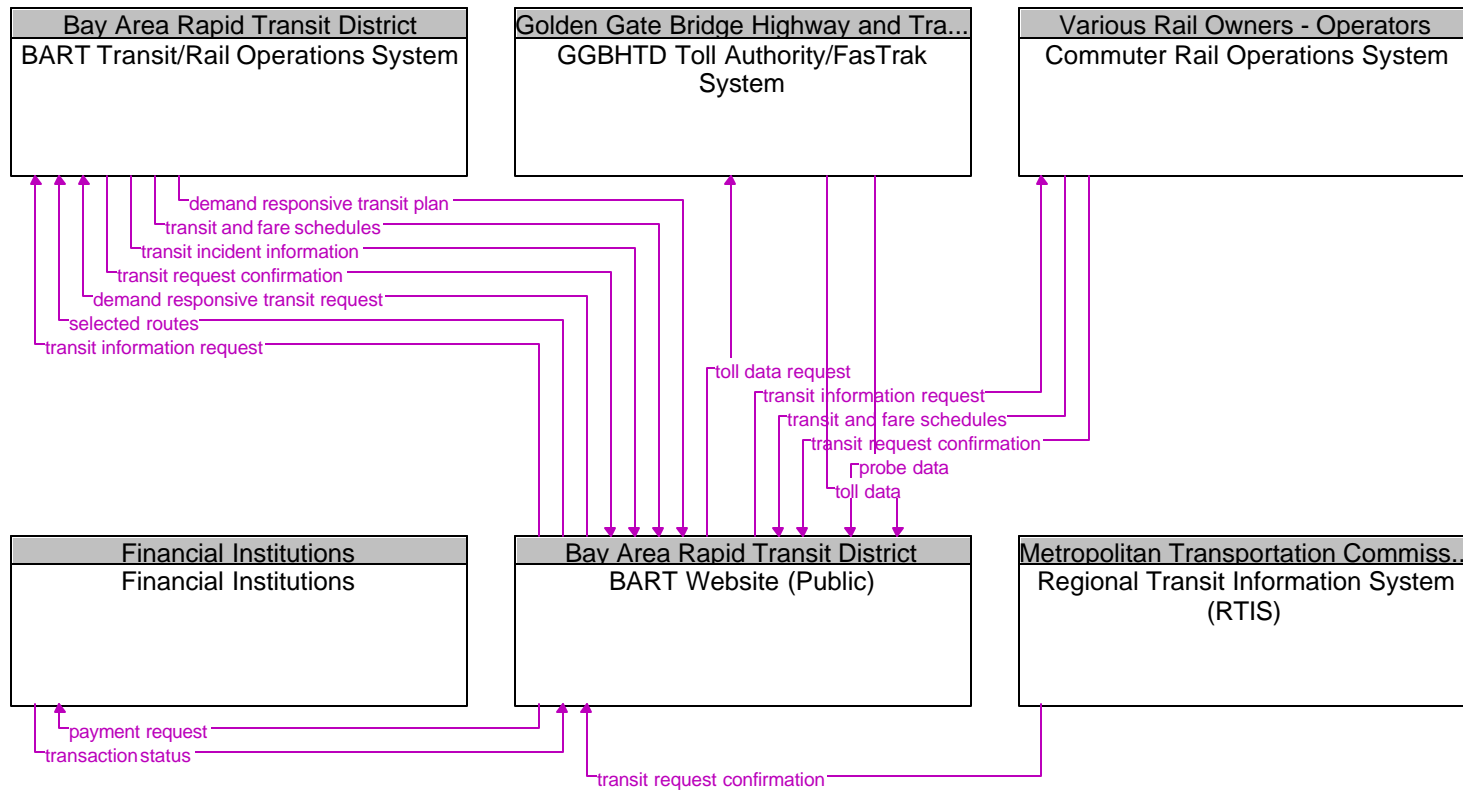 Bay Area Rapid Transit District
BART Transit/Rail Operations System
Golden Gate Bridge Highway and Tra...
GGBHTD Toll Authority/FasTrak
System
Various Rail Owners - Operators
Commuter Rail Operations System
demand responsive transit plan
transit and fare schedules
transit incident information
transit request confirmation
demand responsive transit request
selected routes
transit information request
toll data request
transit information request
transit and fare schedules
transit request confirmation
probe data
toll data
Financial Institutions
Financial Institutions
Bay Area Rapid Transit District
BART Website (Public)
Metropolitan Transportation Commiss...
Regional Transit Information System
(RTIS)
payment request
transaction status
transit request confirmation